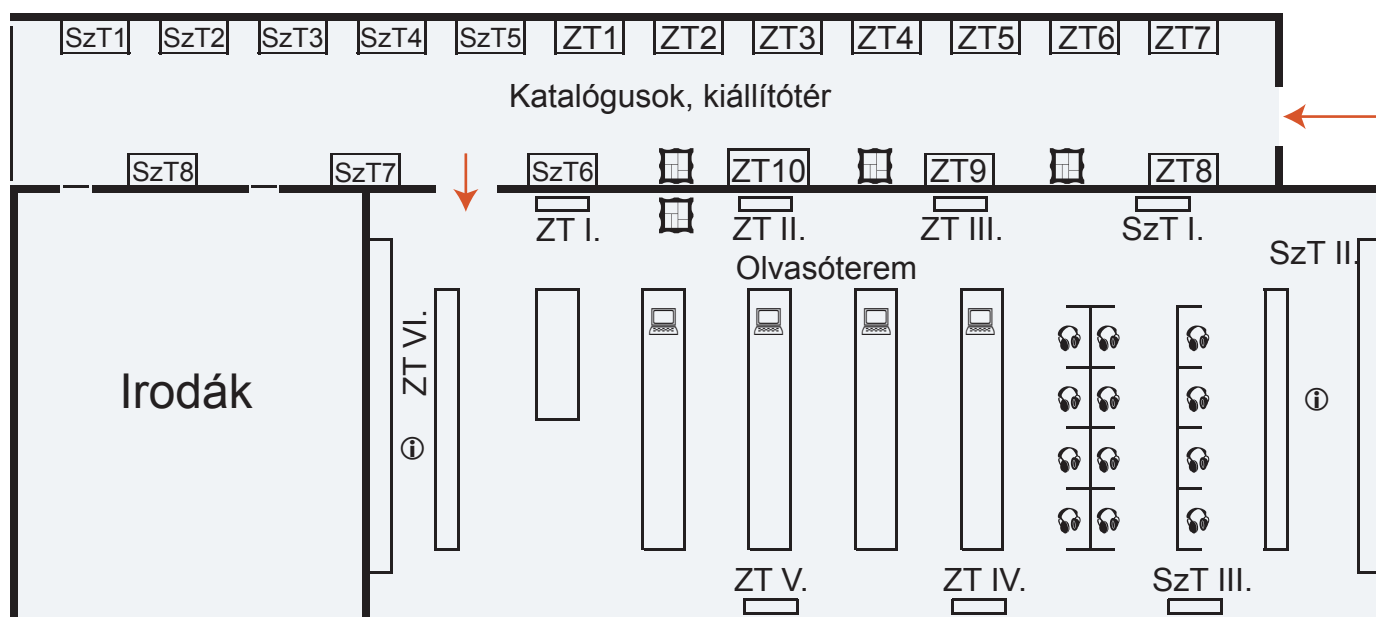 SzT1 SzT2 SzT3 SzT4 SzT5 ZT1 ZT2 ZT3 ZT4 ZT5 ZT6 ZT7
Katalógusok, kiállítótér
SzT8 SzT7 SzT6 ZT10 ZT9 ZT8
ZT I. ZT II. ZT III. SzT I.
SzT II.
Olvasóterem
ZT VI.
Irodák
i
i
ZT V. ZT IV. SzT III.